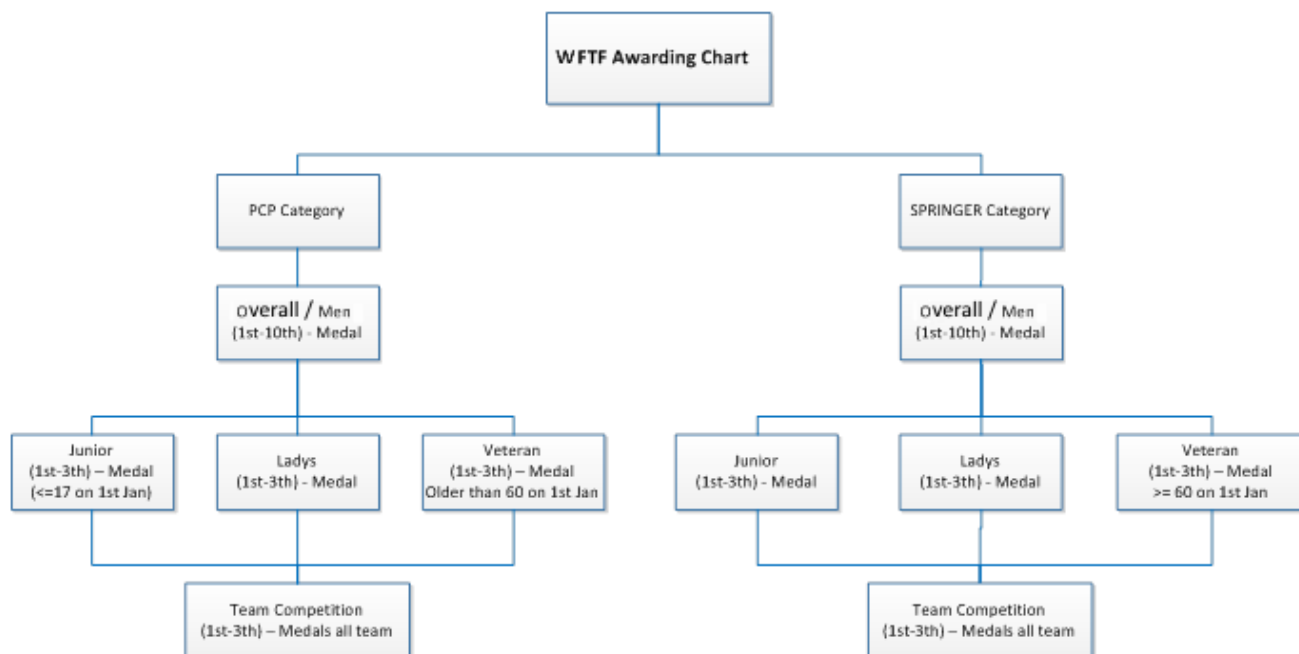 WFTF Awarding Chart
PCP Category
SPRINGER Category
overall / Men
(1st-10th) - Medal
overall / Men
(1st-10th) - Medal
Junior
(1st-3th) – Medal
(<=17 on 1st Jan)
Ladys
(1st-3th) - Medal
Veteran
(1st-3th) – Medal
Older than 60 on 1st Jan
Junior
(1st-3th) - Medal
Ladys
(1st-3th) - Medal
Veteran
(1st-3th) – Medal
>= 60 on 1st Jan
Team Competition
(1st-3th) – Medals all team
Team Competition
(1st-3th) – Medals all team